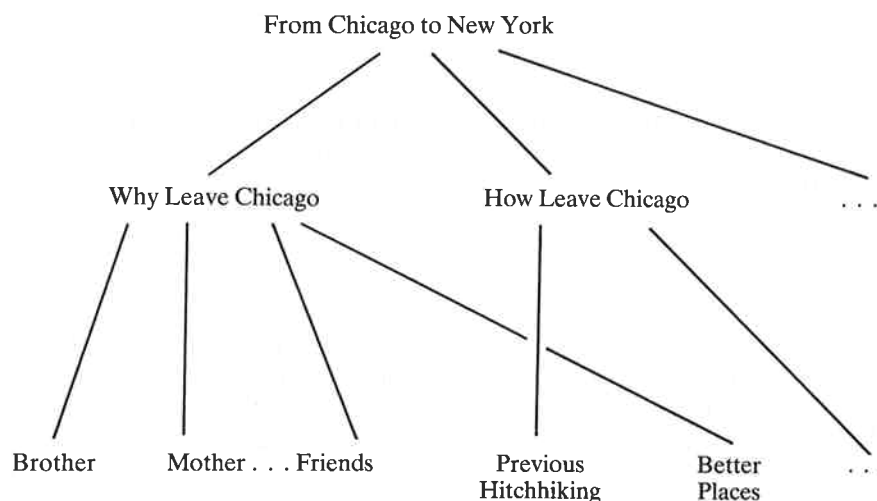 From Chicago to New York
Why Leave Chicago How Leave Chicago . . .
Brother Mother . . . Friends Previous Better . . .
Hitchhiking Places